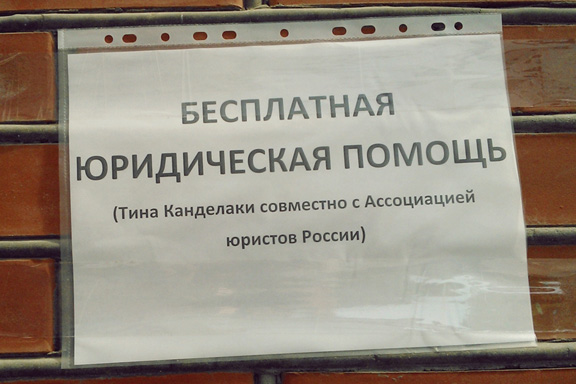 БЕСПЛАТНАЯ
ЮРИДИЧЕСКАЯ ПОМОЩЬ
(Тина Канделаки совместно с Ассоциацией
юристов России)